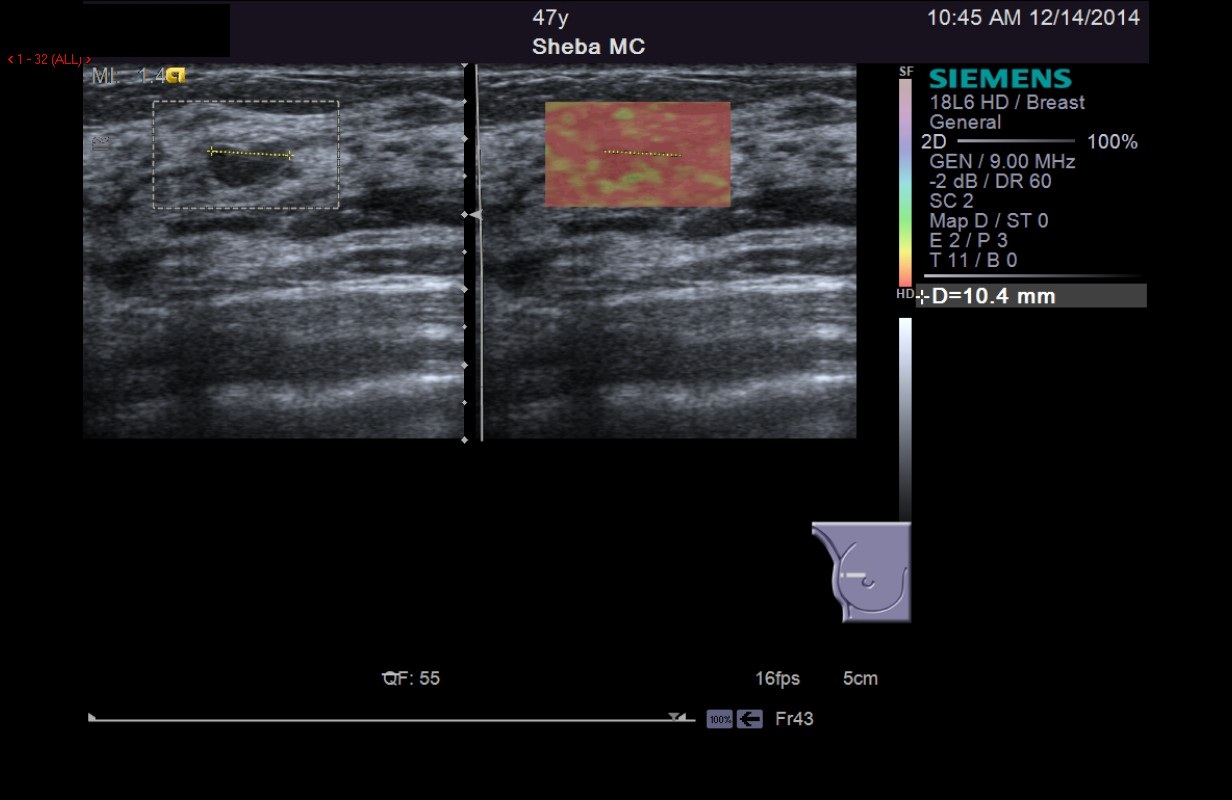 47y
10:45 AM 12/14/2014
Sheba MC
< 1 - 32 (ALL) >
MI: 1.4
SF
SIEMENS
18L6 HD / Breast
General
2D 100%
GEN / 9.00 MHz
-2 dB / DR 60
SC 2
Map D / ST 0
E 2 / P 3
T 11 / B 0
HD
D=10.4 mm
QF: 55
16fps
5cm
100%
Fr43